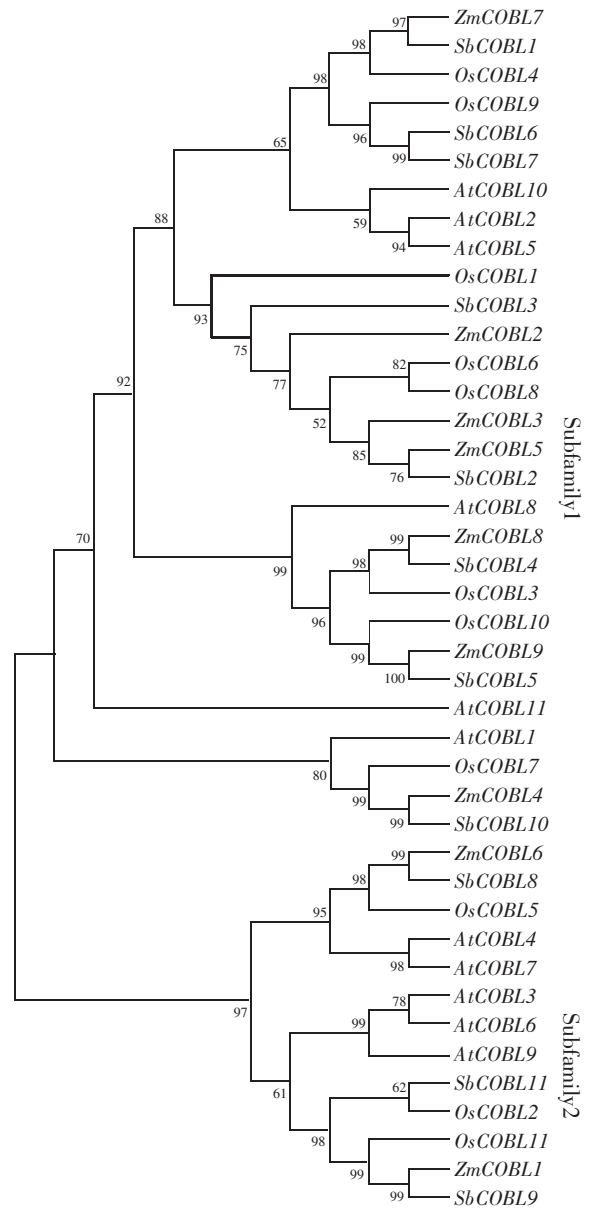 ZmCOBL7
97
SbCOBL1
98
OsCOBL4
98
OsCOBL9
96
SbCOBL6
99
SbCOBL7
65
AtCOBL10
59
AtCOBL2
94
AtCOBL5
88
OsCOBL1
93
SbCOBL3
75
ZmCOBL2
77
82
OsCOBL6
OsCOBL8
52
ZmCOBL3
85
ZmCOBL5
76
SbCOBL2
92
Subfamily1
AtCOBL8
99
99
ZmCOBL8
98
SbCOBL4
OsCOBL3
96
OsCOBL10
99
ZmCOBL9
100
SbCOBL5
70
AtCOBL11
AtCOBL1
80
OsCOBL7
99
ZmCOBL4
99
SbCOBL10
99
ZmCOBL6
98
SbCOBL8
95
OsCOBL5
AtCOBL4
98
AtCOBL7
97
78
AtCOBL3
99
AtCOBL6
AtCOBL9
61
62
SbCOBL11
OsCOBL2
98
OsCOBL11
99
ZmCOBL1
99
SbCOBL9
Subfamily2